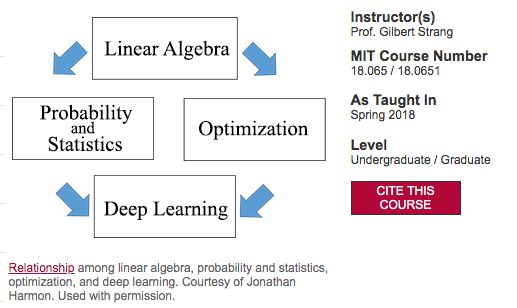 Linear Algebra
Probability
and
Statistics
Optimization
Deep Learning
Relationship among linear algebra, probability and statistics,
optimization, and deep learning. Courtesy of Jonathan
Harmon. Used with permission.
Instructor(s)
Prof. Gilbert Strang
MIT Course Number
18.065 / 18.0651
As Taught In
Spring 2018
Level
Undergraduate / Graduate
CITE THIS
COURSE